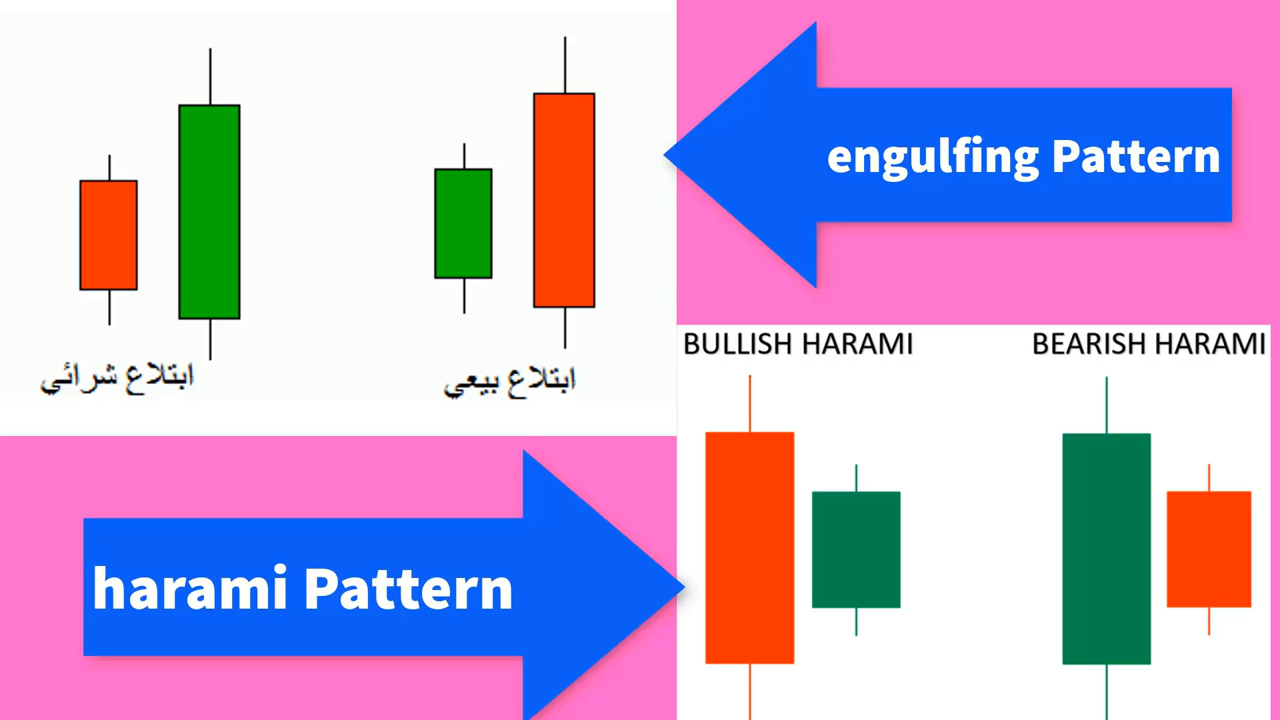 engulfing Pattern
ابتلاع شرائي
ابتلاع بيعي
BULLISH HARAMI
BEARISH HARAMI
harami Pattern